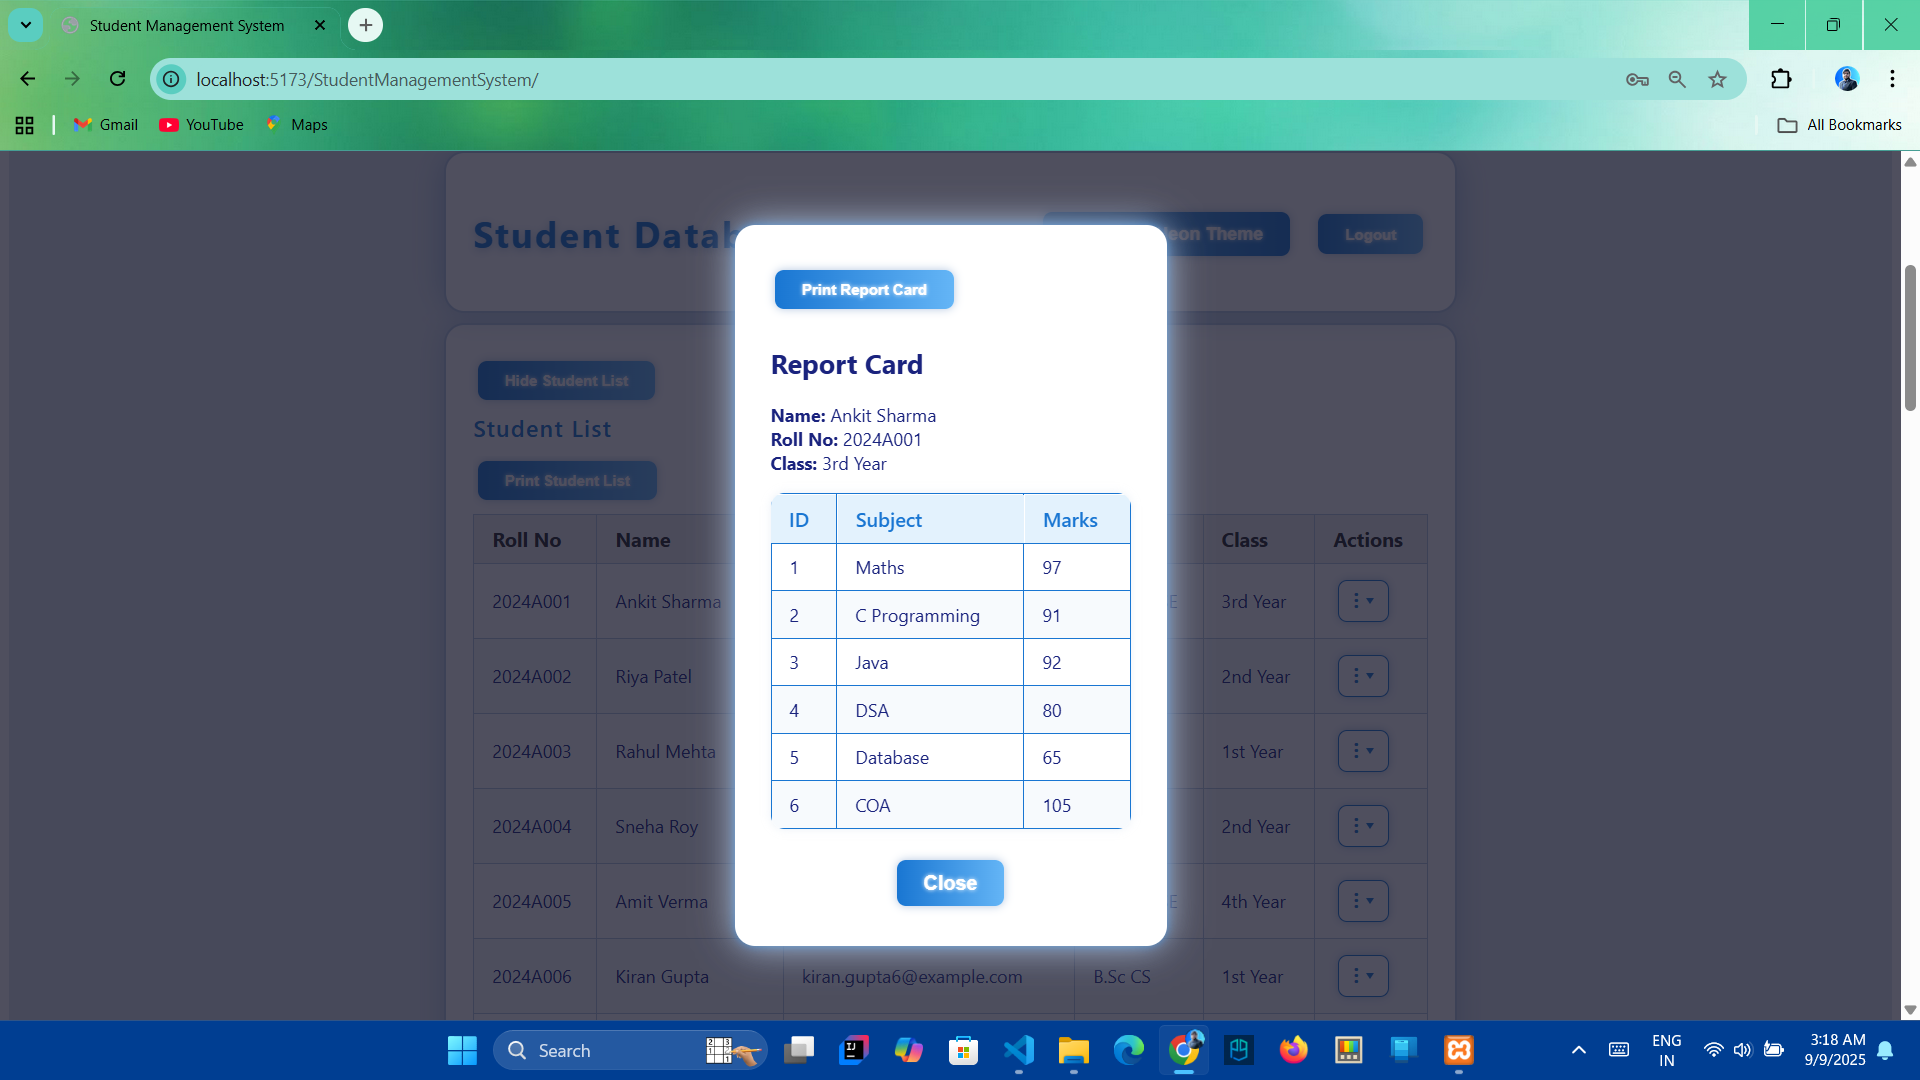 Student Management System
localhost:5173/StudentManagementSystem/
Gmail
YouTube
Maps
All Bookmarks
Student Datab
eon Theme
Logout
Print Report Card
Report Card
Name: Ankit Sharma
Roll No: 2024A001
Class: 3rd Year
ID Subject Marks
1 Maths 97
2 C Programming 91
3 Java 92
4 DSA 80
5 Database 65
6 COA 105
Close
Hide Student List
Student List
Print Student List
Roll No Name Class Actions
2024A001 Ankit Sharma E 3rd Year
2024A002 Riya Patel 2nd Year
2024A003 Rahul Mehta 1st Year
2024A004 Sneha Roy 2nd Year
2024A005 Amit Verma E 4th Year
2024A006 Kiran Gupta kiran.gupta6@example.com B.Sc CS 1st Year
Search
ENG
IN
3:18 AM
9/9/2025